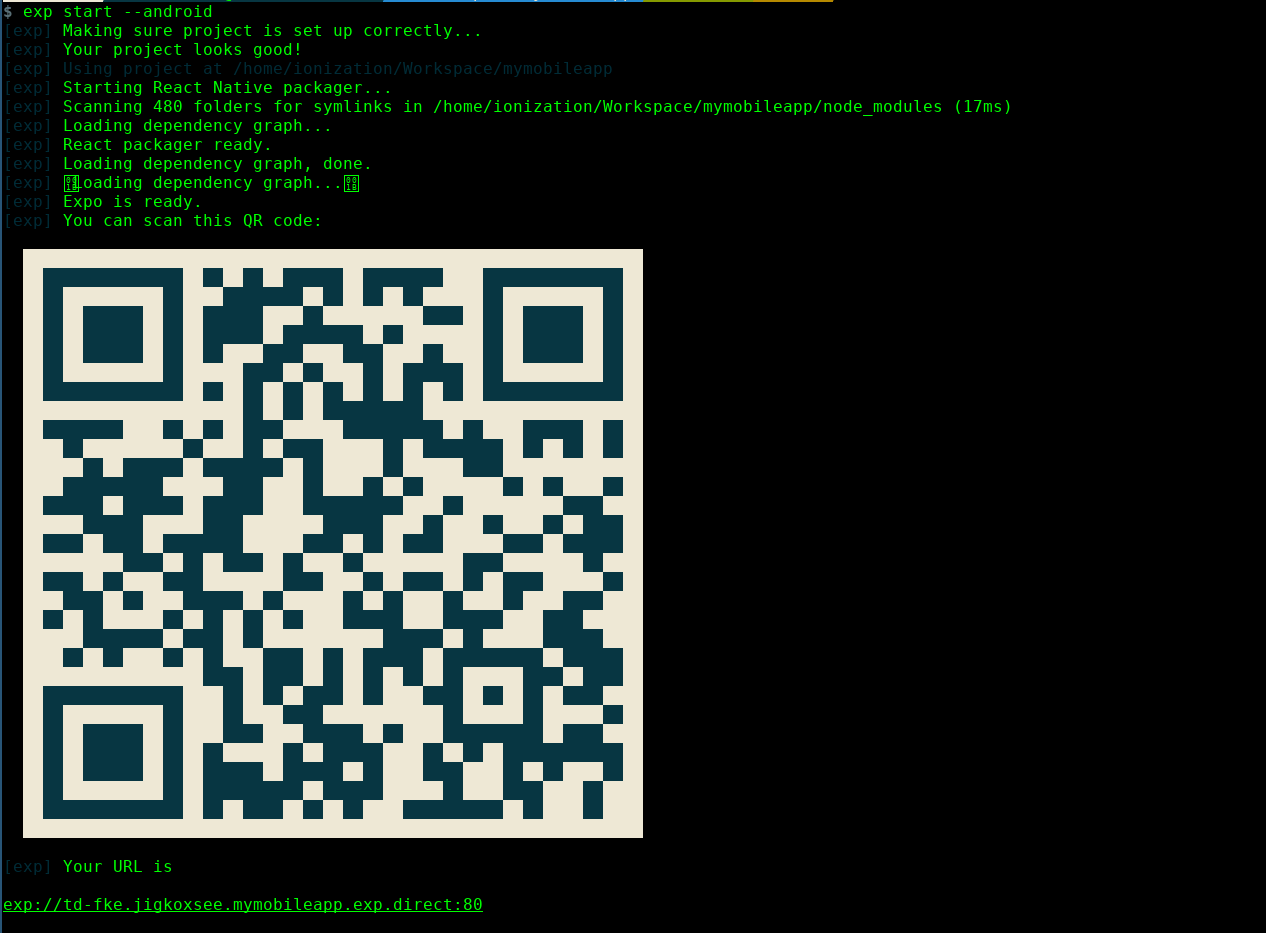 $ exp start --android
[exp] Making sure project is set up correctly...
[exp] Your project looks good!
[exp] Using project at /home/ionization/Workspace/mymobileapp
[exp] Starting React Native packager...
[exp] Scanning 480 folders for symlinks in /home/ionization/Workspace/mymobileapp/node_modules (17ms)
[exp] Loading dependency graph...
[exp] React packager ready.
[exp] Loading dependency graph, done.
[exp] Loading dependency graph...
[exp] Expo is ready.
[exp] You can scan this QR code:
[exp] Your URL is
exp://td-fke.jigkoxsee.mymobileapp.exp.direct:80